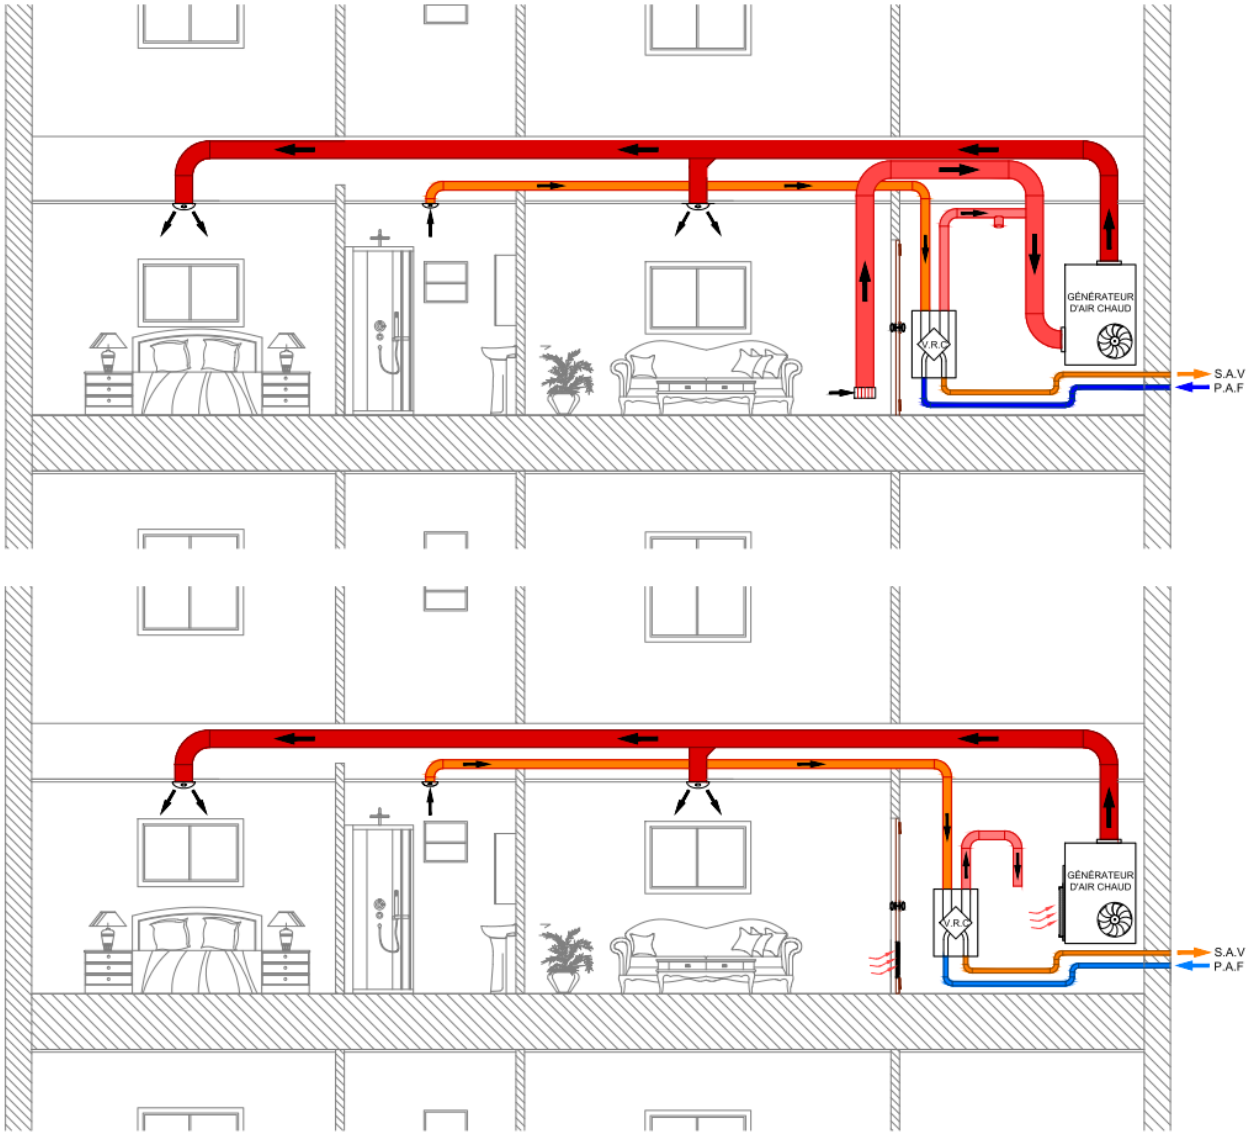 GÉNÉRATEUR
D'AIR CHAUD
V.R.C
S.A.V
P.A.F
GÉNÉRATEUR
D'AIR CHAUD
V.R.C
S.A.V
P.A.F